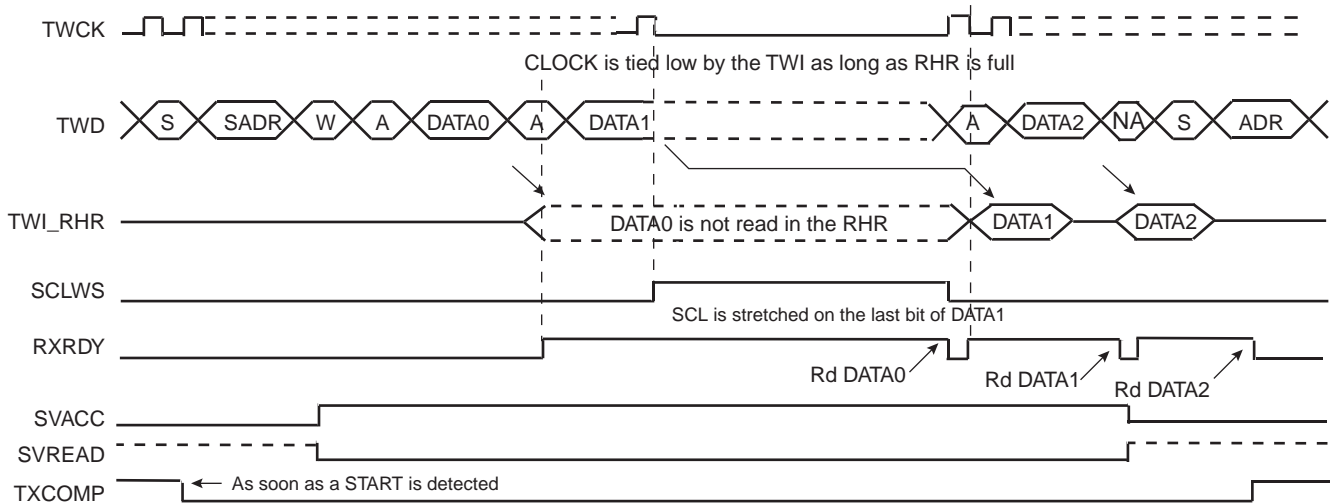 TWCK
CLOCK is tied low by the TWI as long as RHR is full
TWD S SADR W A DATA0 A DATA1 A DATA2 NA S ADR
TWI_RHR DATA0 is not read in the RHR DATA1 DATA2
SCLWS
SCL is stretched on the last bit of DATA1
RXRDY
Rd DATA0 Rd DATA1 Rd DATA2
SVACC
SVREAD
TXCOMP As soon as a START is detected